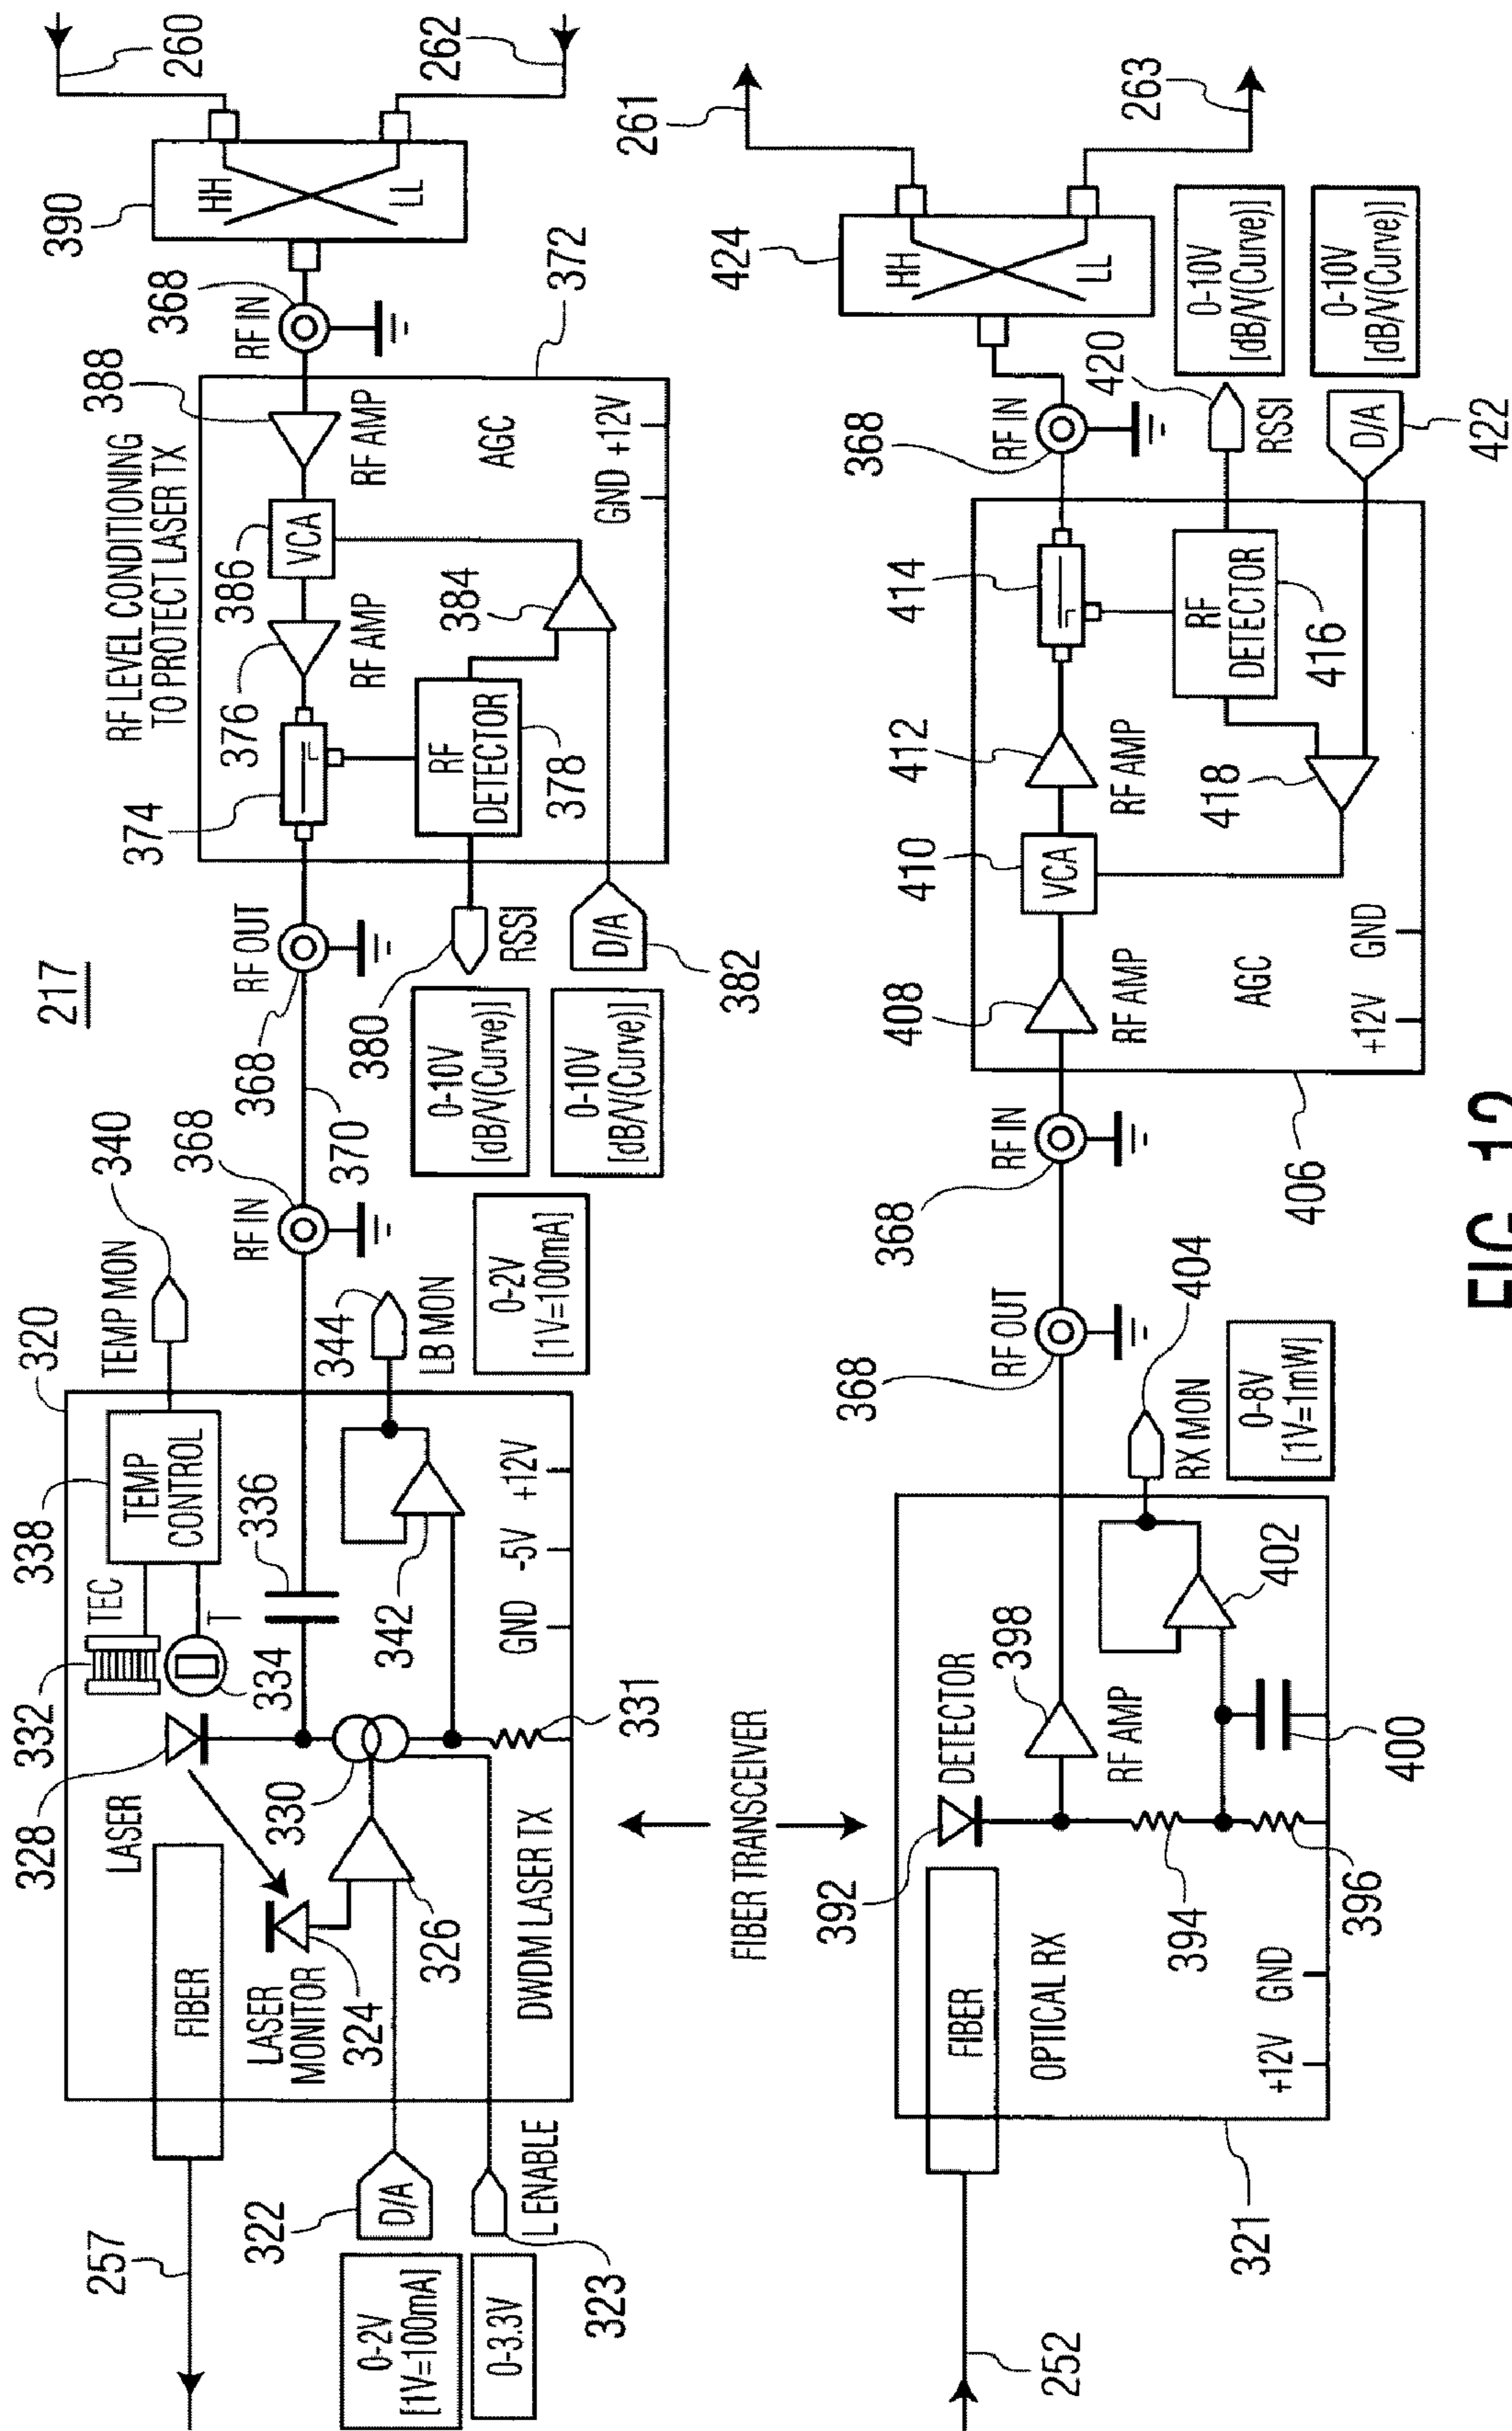 217
257
FIBER
322
D/A
0-2V
[1V=100mA]
0-3.3V
L ENABLE
323
328
LASER
LASER
MONITOR
324
326
330
DWDM LASER TX
332
TEC
334
T
338
TEMP
CONTROL
336
342
331
GND
-5V
+12V
320
TEMP MON
340
344
LB MON
0-2V
[1V=100mA]
368
RF IN
370
368
RF OUT
380
RSSI
0-10V
[dB/V(Curve)]
D/A
382
0-10V
[dB/V(Curve)]
RF LEVEL CONDITIONING
TO PROTECT LASER TX
374
376
RF AMP
386
VCA
388
RF AMP
RF
DETECTOR
378
384
AGC
GND
+12V
372
368
RF IN
390
HH
LL
260
262
FIBER TRANSCEIVER
252
FIBER
OPTICAL RX
321
+12V
GND
392
DETECTOR
394
396
398
RF AMP
400
402
404
RX MON
0-8V
[1V=1mW]
368
RF OUT
368
RF IN
406
408
RF AMP
410
VCA
412
RF AMP
414
RF
DETECTOR
416
418
AGC
+12V
GND
368
RF IN
420
RSSI
0-10V
[dB/V(Curve)]
D/A
422
0-10V
[dB/V(Curve)]
424
HH
LL
261
263